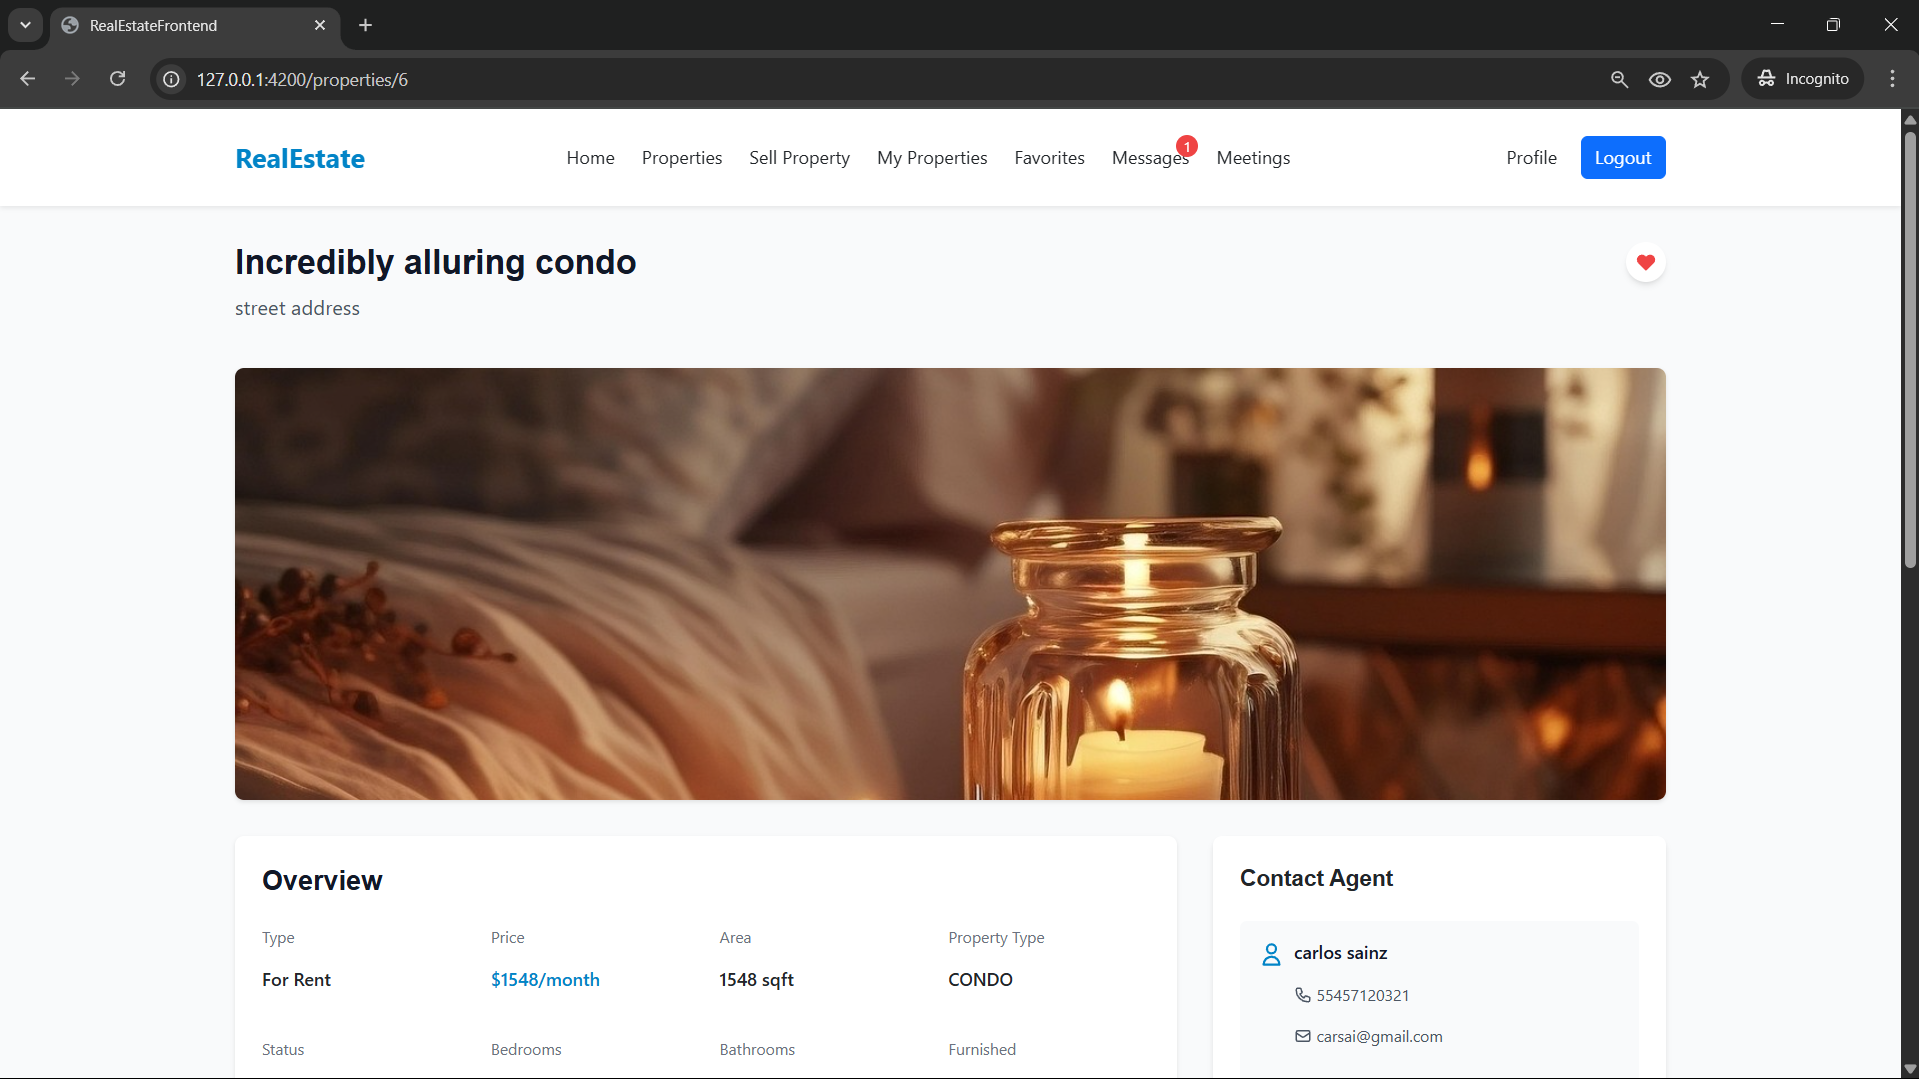 RealEstateFrontend
127.0.0.1:4200/properties/6
Incognito
RealEstate
Home Properties Sell Property My Properties Favorites Messages 1 Meetings Profile Logout
Incredibly alluring condo
street address
Overview
Type Price Area Property Type
For Rent $1548/month 1548 sqft CONDO
Status Bedrooms Bathrooms Furnished
Contact Agent
carlos sainz
55457120321
carsai@gmail.com